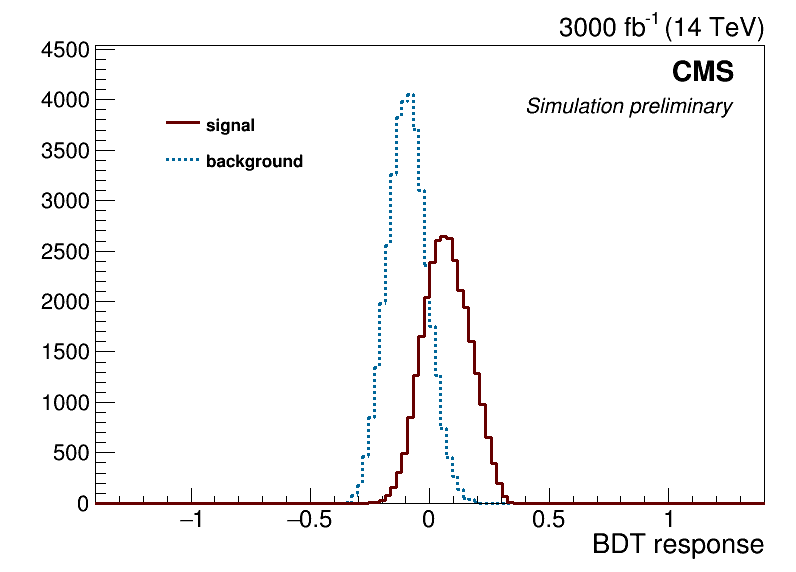 3000 fb-1 (14 TeV)
4500
CMS
4000
Simulation preliminary
signal
3500
background
3000
2500
2000
1500
1000
500
0
−1 −0.5 0 0.5 1
BDT response